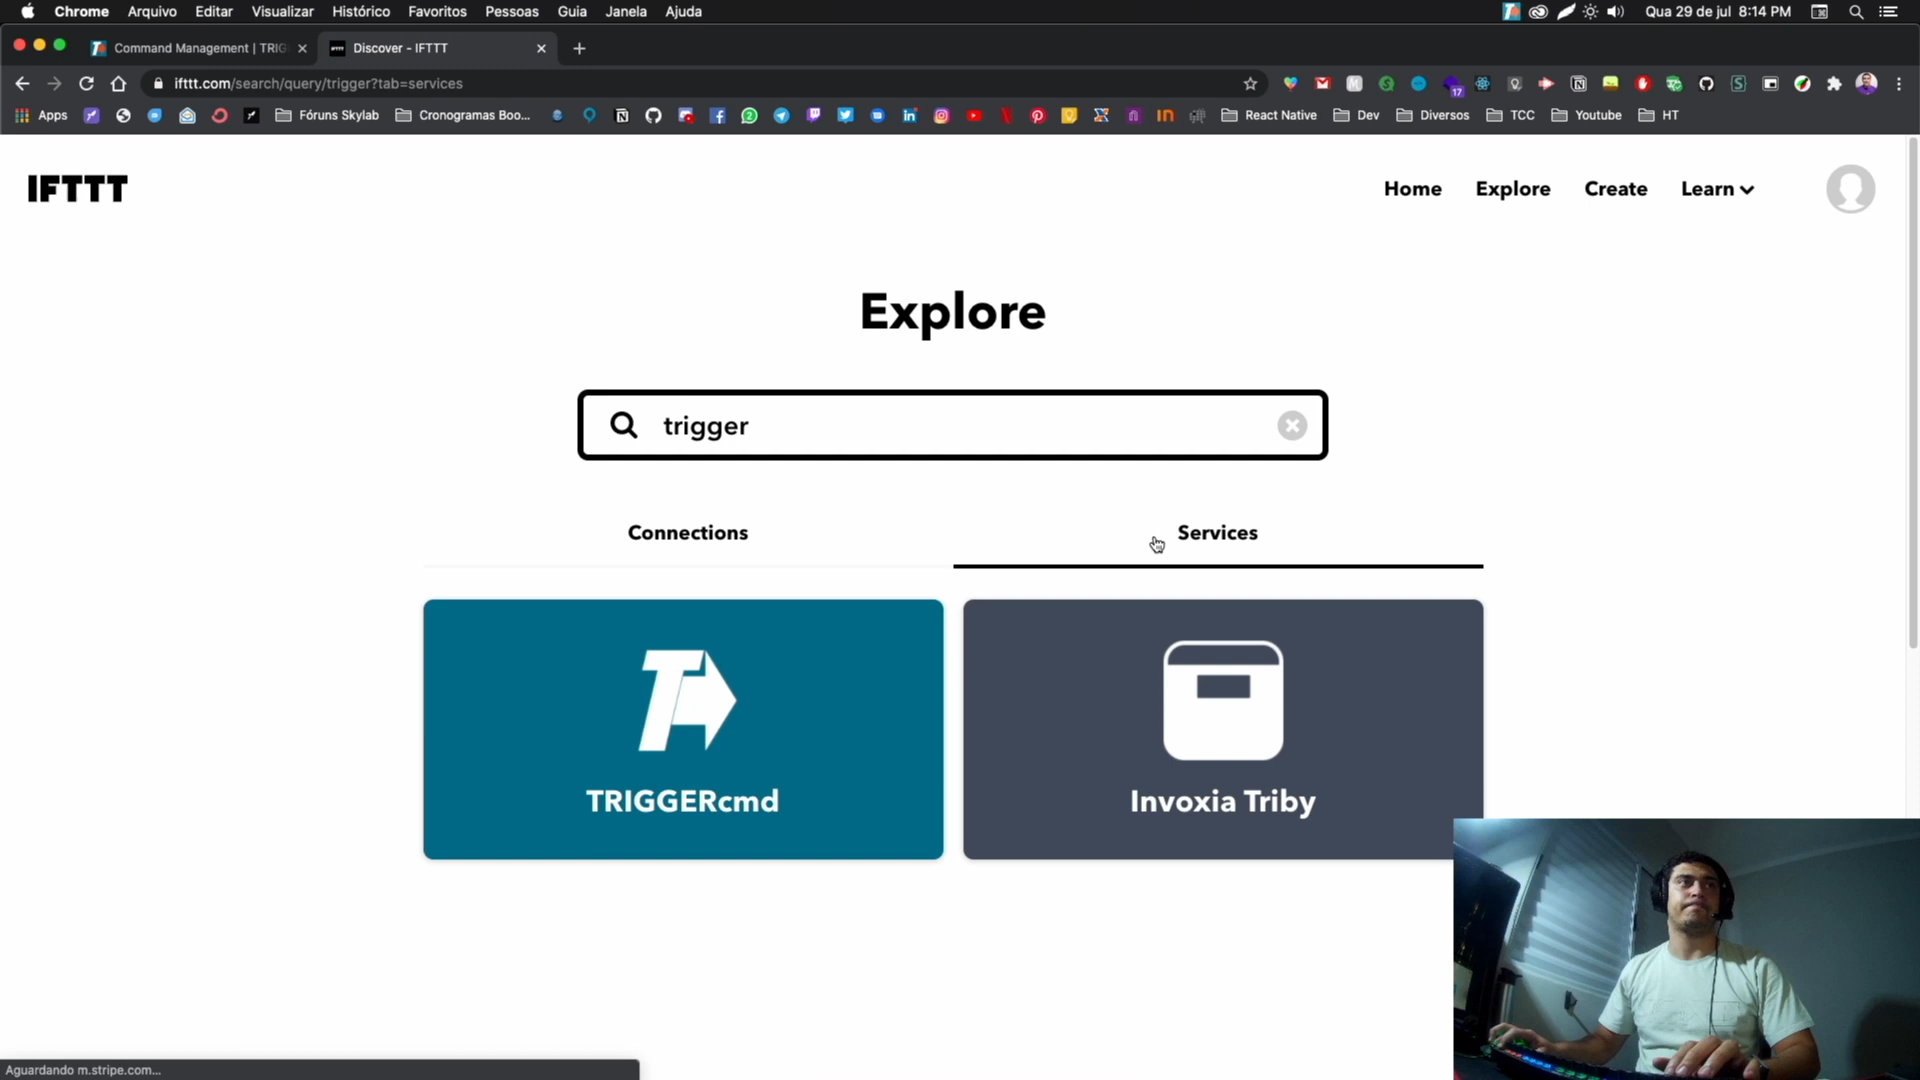 Chrome Arquivo Editar Visualizar Histórico Favoritos Pessoas Guia Janela Ajuda Qua 29 de jul 8:14 PM
Command Management | TRIG Discover - IFTTT
ifttt.com/search/query/trigger?tab=services
17
Apps Fóruns Skylab Cronogramas Boo... React Native Dev Diversos TCC Youtube HT
IFTTT Home Explore Create Learn
Explore
trigger
Connections Services
TRIGGERcmd Invoxia Triby
Aguardando m.stripe.com...